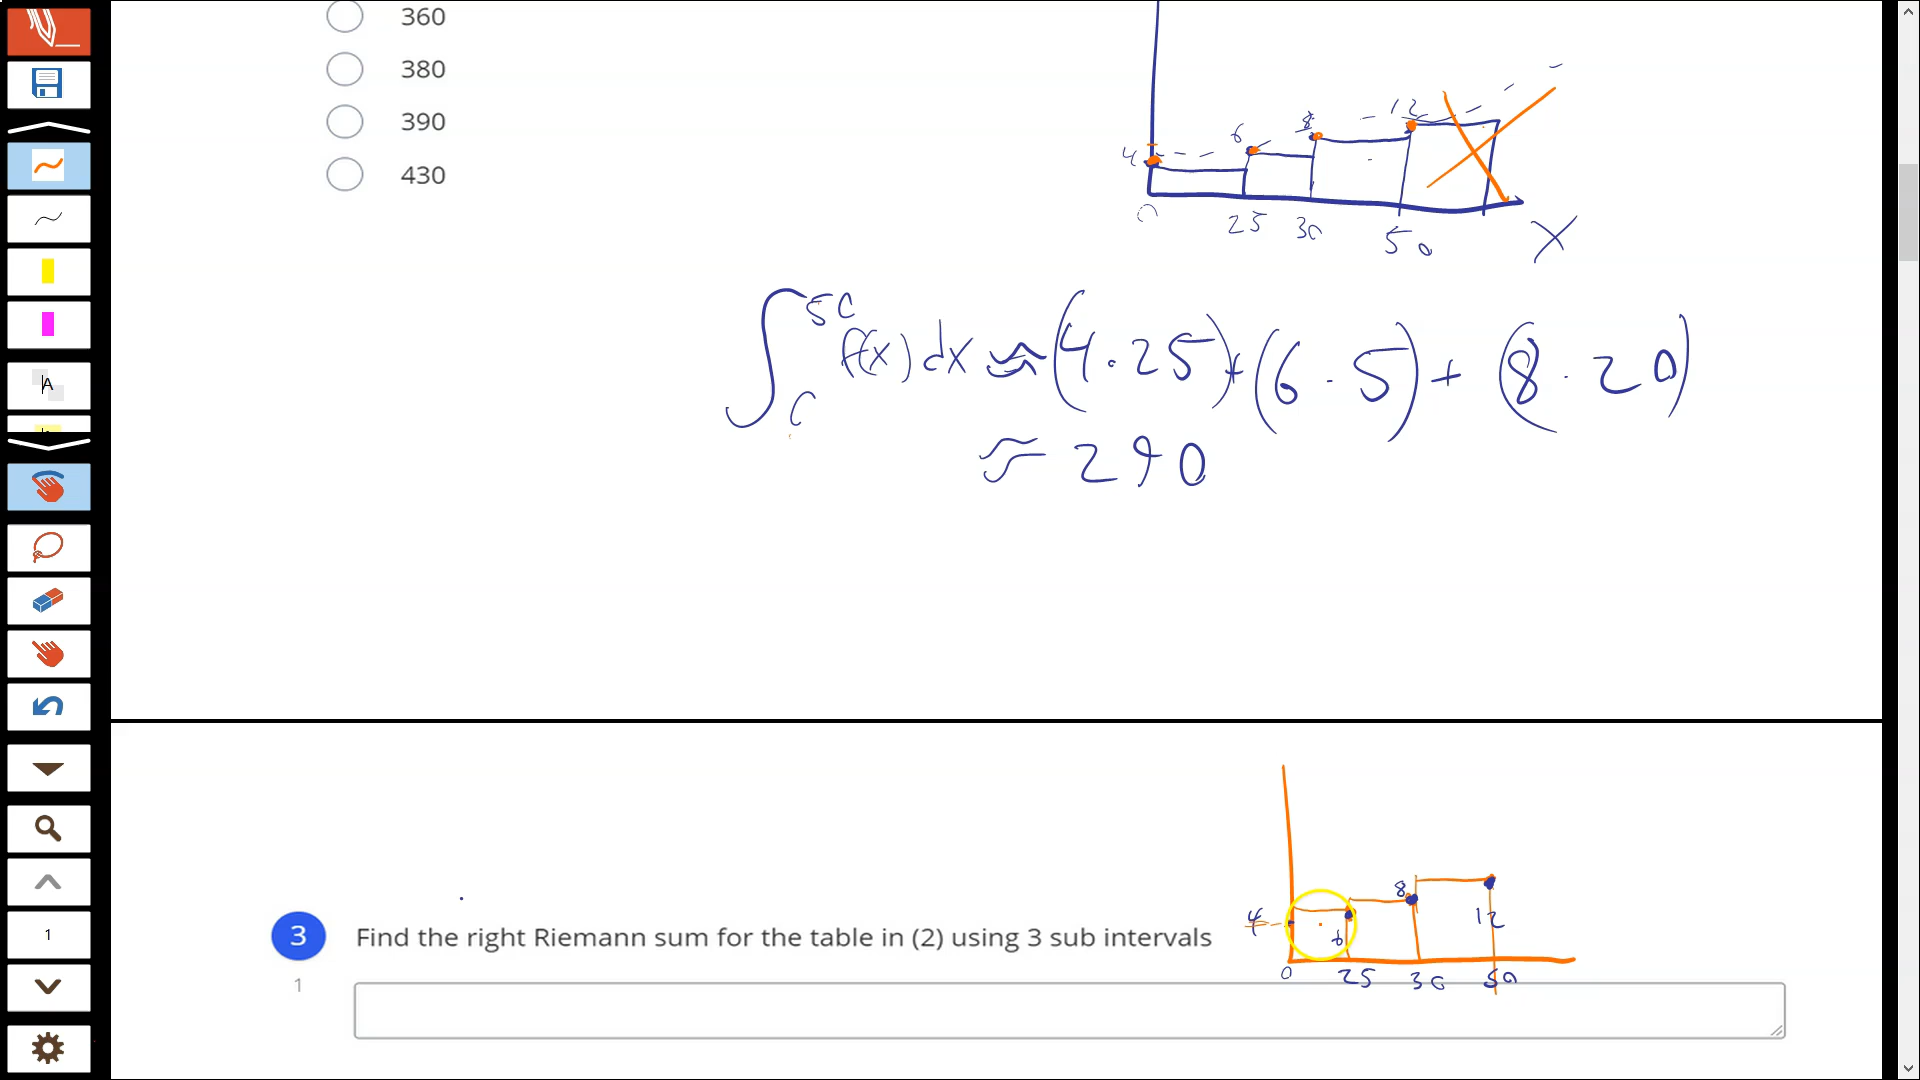 360
380
390
430
4 6 8 12
0 25 30 50 X
∫ 50 0 f(x) dx ≈ (4·25) + (6·5) + (8·20)
≈ 290
A
1
8
4 6 12
3 Find the right Riemann sum for the table in (2) using 3 sub intervals
0 25 30 50
1